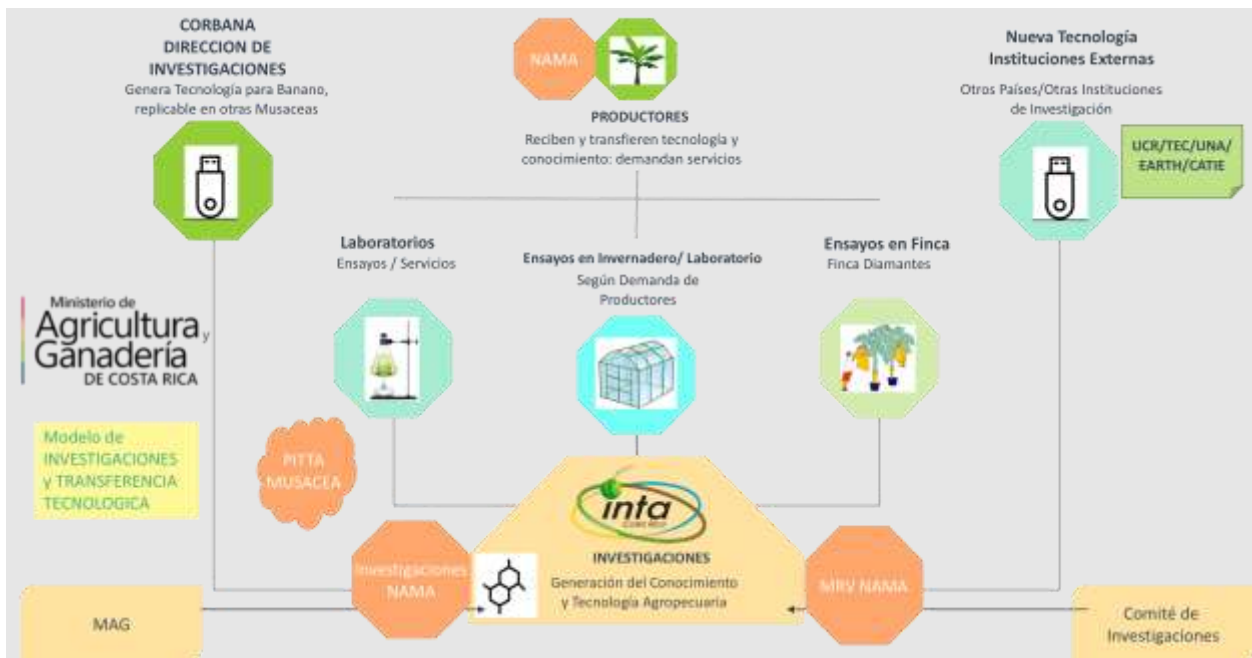 CORBANA
DIRECCION DE
INVESTIGACIONES
Genera Tecnología para Banano,
replicable en otras Musaceas
NAMA
PRODUCTORES
Reciben y transfieren tecnología y
conocimiento: demandan servicios
Nueva Tecnología
Instituciones Externas
Otros Países/Otras Instituciones
de Investigación
UCR/TEC/UNA/
EARTH/CATIE
Laboratorios
Ensayos / Servicios
Ensayos en Invernadero/ Laboratorio
Según Demanda de
Productores
Ensayos en Finca
Finca Diamantes
Ministerio de
Agricultura y
Ganadería
DE COSTA RICA
Modelo de
INVESTIGACIONES
y TRANSFERENCIA
TECNOLOGICA
PITTA
MUSACEA
inta
Costa Rica
INVESTIGACIONES
Generación del Conocimiento
y Tecnología Agropecuaria
Investigaciones
NAMA
MRV NAMA
MAG
Comité de
Investigaciones